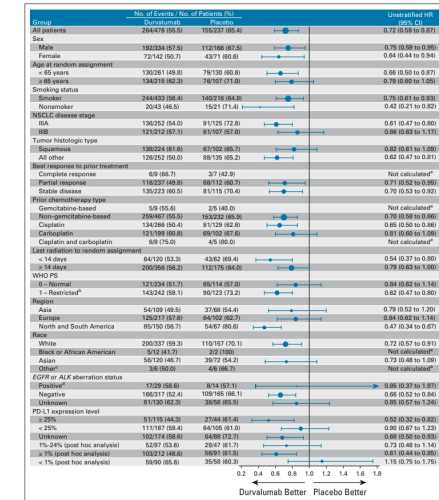 No. of Events / No. of Patients (%)
Unstratified HR
Group Durvalumab Placebo (95% CI)
All patients 264/476 (55.5) 155/237 (65.4) 0.72 (0.59 to 0.87)
Sex
Male 192/334 (57.5) 112/166 (67.5) 0.75 (0.59 to 0.95)
Female 72/142 (50.7) 43/71 (60.6) 0.64 (0.44 to 0.94)
Age at random assignment
< 65 years 130/261 (49.8) 79/130 (60.8) 0.66 (0.50 to 0.87)
≥ 65 years 134/215 (62.3) 76/107 (71.0) 0.79 (0.60 to 1.05)
Smoking status
Smoker 244/433 (56.4) 140/216 (64.8) 0.75 (0.61 to 0.93)
Nonsmoker 20/43 (46.5) 15/21 (71.4) 0.42 (0.21 to 0.82)
NSCLC disease stage
IIIA 136/252 (54.0) 91/125 (72.8) 0.61 (0.47 to 0.80)
IIIB 121/212 (57.1) 61/107 (57.0) 0.86 (0.63 to 1.17)
Tumor histologic type
Squamous 138/224 (61.6) 67/102 (65.7) 0.82 (0.61 to 1.09)
All other 126/252 (50.0) 88/135 (65.2) 0.62 (0.47 to 0.81)
Best response to prior treatment
Complete response 6/9 (66.7) 3/7 (42.9) Not calculatedᵃ
Partial response 118/237 (49.8) 68/112 (60.7) 0.71 (0.52 to 0.95)
Stable disease 135/223 (60.5) 81/115 (70.4) 0.70 (0.53 to 0.92)
Prior chemotherapy type
Gemcitabine-based 5/9 (55.6) 2/5 (40.0) Not calculatedᵃ
Non-gemcitabine-based 259/467 (55.5) 153/232 (65.9) 0.70 (0.58 to 0.86)
Cisplatin 134/266 (50.4) 81/129 (62.8) 0.65 (0.50 to 0.86)
Carboplatin 121/199 (60.8) 69/102 (67.6) 0.81 (0.60 to 1.09)
Cisplatin and carboplatin 6/8 (75.0) 4/5 (80.0) Not calculatedᵃ
Last radiation to random assignment
< 14 days 64/120 (53.3) 43/62 (69.4) 0.54 (0.37 to 0.80)
≥ 14 days 200/356 (56.2) 112/175 (64.0) 0.79 (0.63 to 1.00)
WHO PS
0 – Normal 121/234 (51.7) 65/114 (57.0) 0.84 (0.62 to 1.14)
1 – Restrictedᵇ 143/242 (59.1) 90/123 (73.2) 0.62 (0.47 to 0.80)
Region
Asia 54/109 (49.5) 37/68 (54.4) 0.79 (0.52 to 1.20)
Europe 125/217 (57.6) 64/102 (62.7) 0.84 (0.62 to 1.14)
North and South America 85/150 (56.7) 54/67 (80.6) 0.47 (0.34 to 0.67)
Race
White 200/337 (59.3) 110/157 (70.1) 0.72 (0.57 to 0.91)
Black or African American 5/12 (41.7) 2/2 (100) Not calculatedᵃ
Asian 56/120 (46.7) 39/72 (54.2) 0.73 (0.48 to 1.09)
Otherᶜ 3/6 (50.0) 4/6 (66.7) Not calculatedᵃ
EGFR or ALK aberration status
Positiveᵈ 17/29 (58.6) 8/14 (57.1) 0.85 (0.37 to 1.97)
Negative 166/317 (52.4) 109/165 (66.1) 0.66 (0.52 to 0.84)
Unknown 81/130 (62.3) 38/58 (65.5) 0.85 (0.57 to 1.24)
PD-L1 expression level
≥ 25% 51/115 (44.3) 27/44 (61.4) 0.52 (0.32 to 0.82)
< 25% 111/187 (59.4) 64/105 (61.0) 0.90 (0.67 to 1.23)
Unknown 102/174 (58.6) 64/88 (72.7) 0.68 (0.50 to 0.93)
1%-24% (post hoc analysis) 52/97 (53.6) 29/47 (61.7) 0.73 (0.46 to 1.14)
≥ 1% (post hoc analysis) 103/212 (48.6) 56/91 (61.5) 0.61 (0.44 to 0.85)
< 1% (post hoc analysis) 59/90 (65.6) 35/58 (60.3) 1.15 (0.75 to 1.75)
0.2 0.4 0.6 0.8 1.0 1.2 1.4 1.6
Durvalumab Better Placebo Better